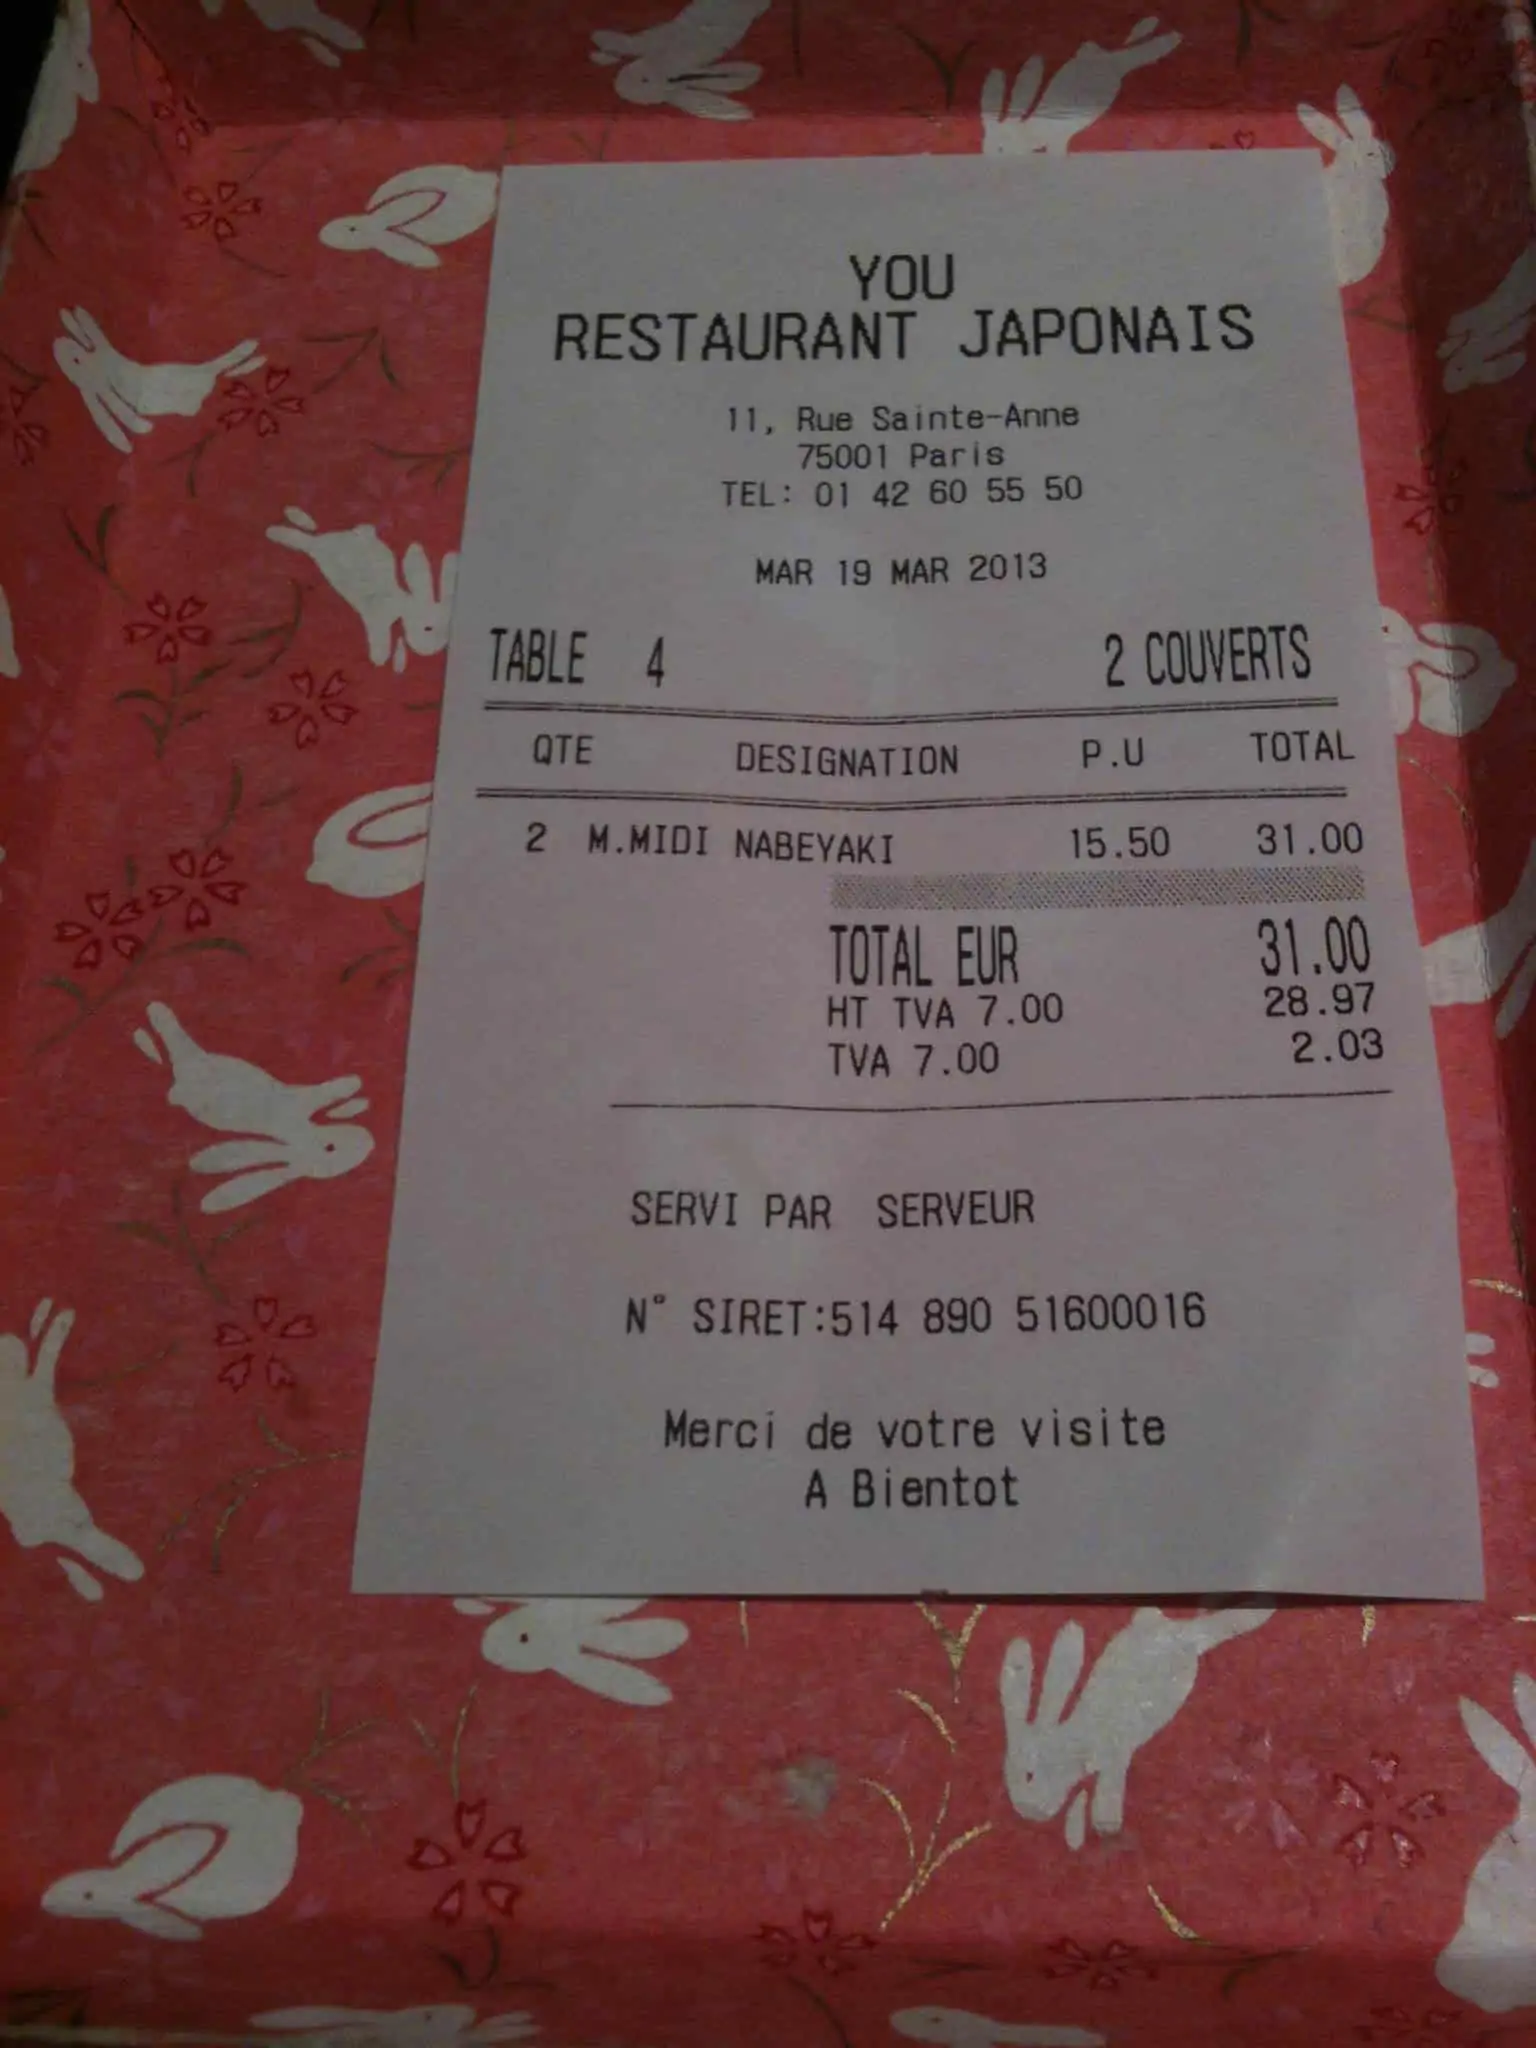 YOU
RESTAURANT JAPONAIS
11, Rue Sainte-Anne
75001 Paris
TEL: 01 42 60 55 50
MAR 19 MAR 2013
TABLE 4 2 COUVERTS
QTE DESIGNATION P.U TOTAL
2 M.MIDI NABEYAKI 15.50 31.00
TOTAL EUR 31.00
HT TVA 7.00 28.97
TVA 7.00 2.03
SERVI PAR SERVEUR
N° SIRET:514 890 51600016
Merci de votre visite
A Bientot